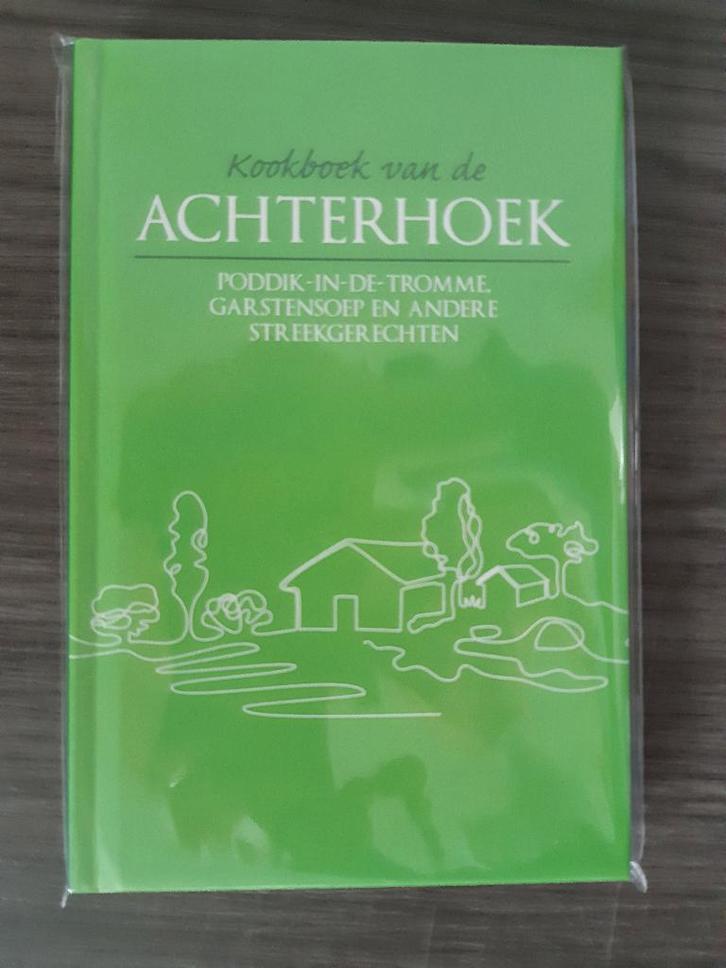 Kookboek van de
ACHTERHOEK
PODDIK-IN-DE-TROMME,
GARSTENSOEP EN ANDERE
STREEKGERECHTEN